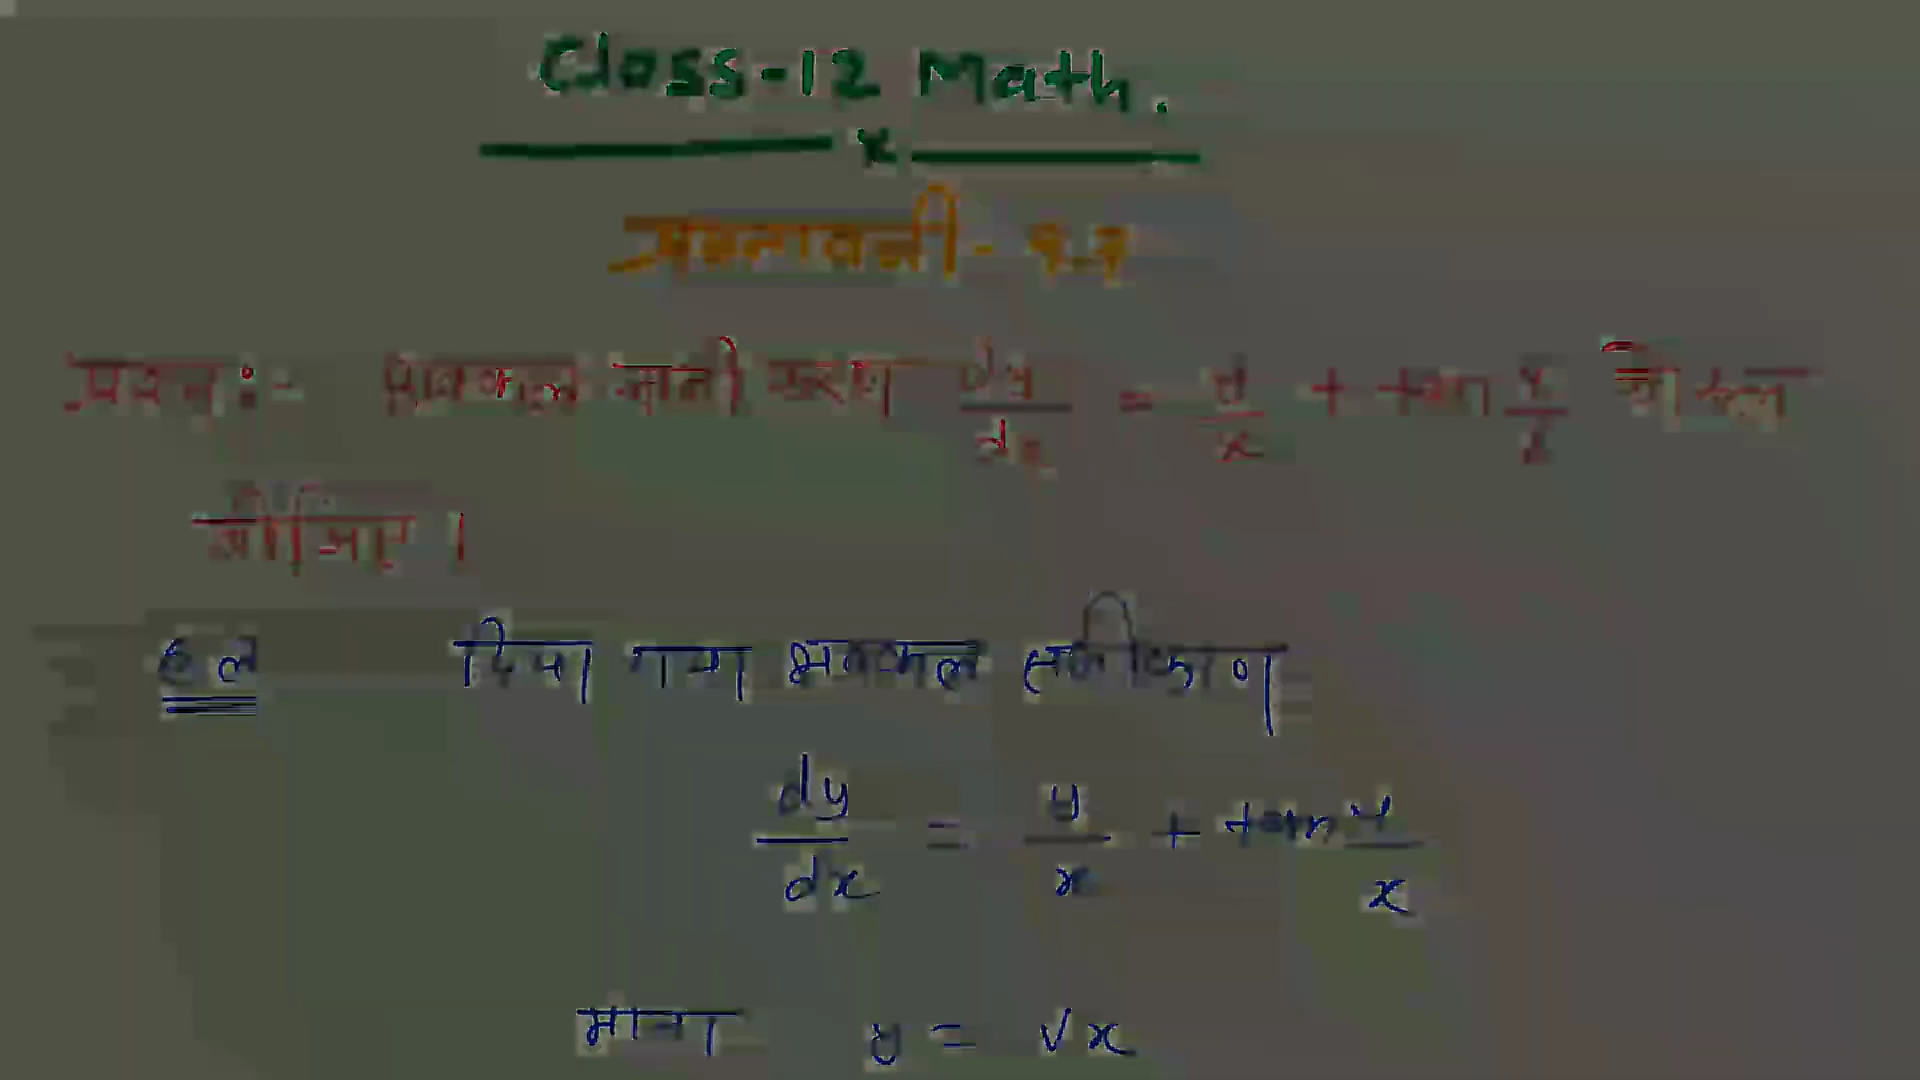 Class-12 Math.
x
प्रश्नावली - 9.3
प्रश्न :- अवकल समीकरण dy/dx = y/x + tan y/x को हल
कीजिए ।
हल दिया गया अवकल समीकरण
dy/dx = y/x + tan y/x
माना y = vx